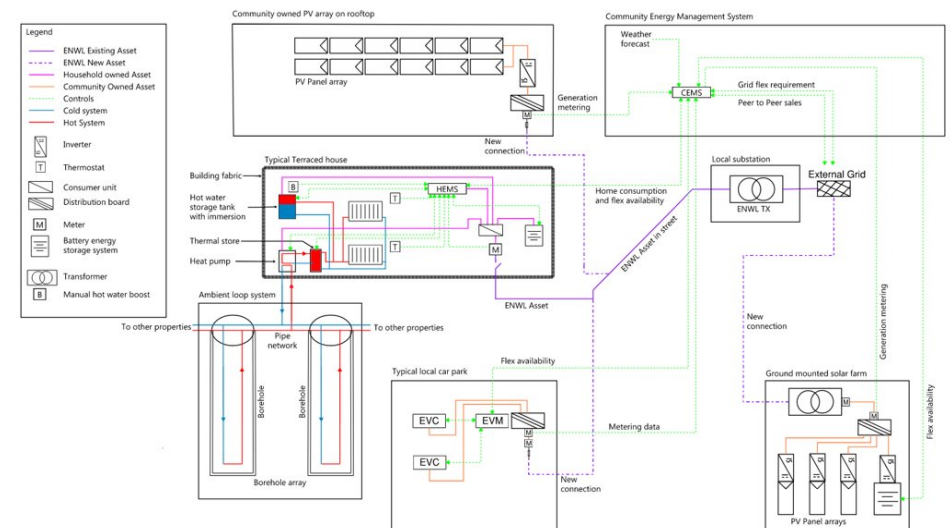 Community owned PV array on rooftop
Community Energy Management System
Legend
ENWL Existing Asset
ENWL New Asset
Household owned Asset
Community Owned Asset
Controls
Cold system
Hot System
Inverter
T
Thermostat
Consumer unit
Distribution board
M
Meter
Battery energy
storage system
Transformer
B
Manual hot water boost
PV Panel array
M
Generation
metering
New
connection
Weather
forecast
CEMS
Grid flex requirement
Peer to Peer sales
Typical Terraced house
Building fabric
Hot water
storage tank
with immersion
Thermal store
Heat pump
B
T
HEMS
T
M
Home consumption
and flex availability
Local substation
ENWL TX
External Grid
ENWL Asset in street
ENWL Asset
Ambient loop system
To other properties
To other properties
Pipe
network
Borehole
Borehole
Borehole array
Typical local car park
Flex availability
EVC
EVM
EVC
M
Metering data
New
connection
New
connection
Generation metering
Flex availability
Ground mounted solar farm
M
M
PV Panel arrays